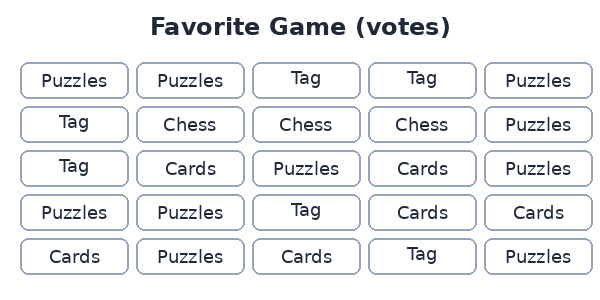 Favorite Game (votes)
Puzzles Puzzles Tag Tag Puzzles
Tag Chess Chess Chess Puzzles
Tag Cards Puzzles Cards Puzzles
Puzzles Puzzles Tag Cards Cards
Cards Puzzles Cards Tag Puzzles